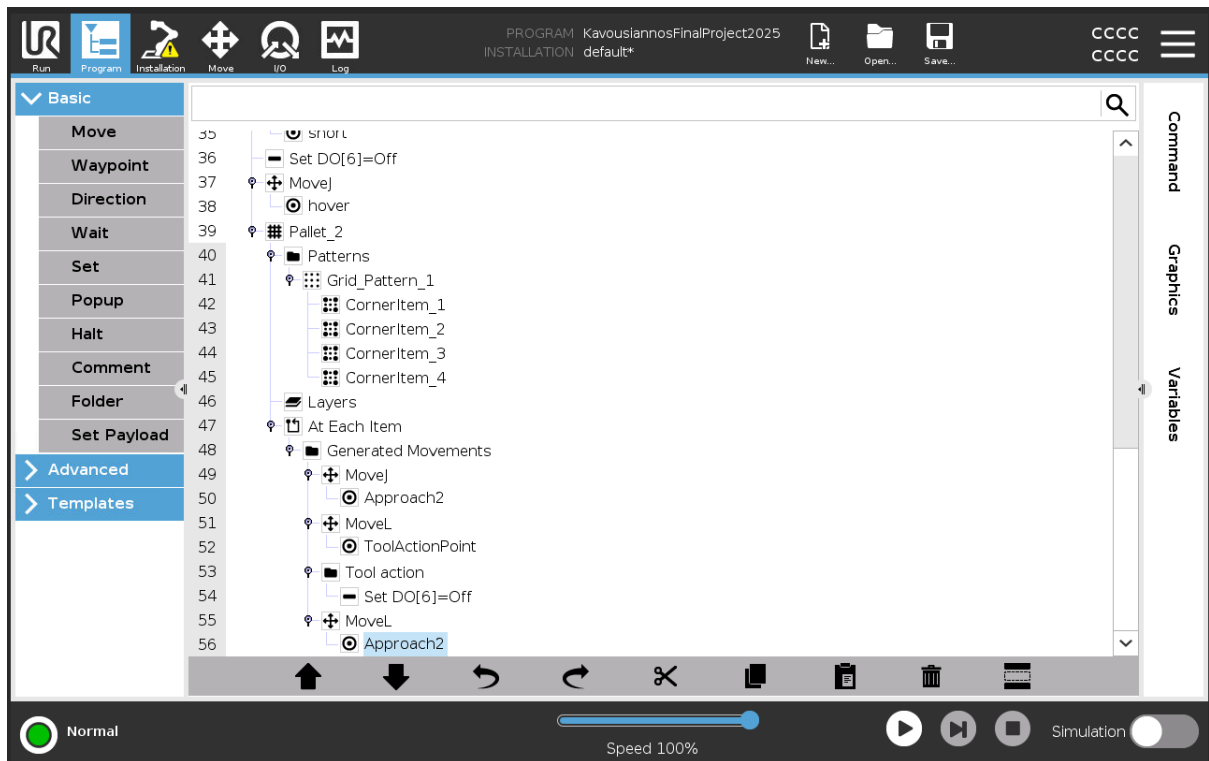 PROGRAM KavousiannosFinalProject2025
INSTALLATION default*
CCCC
CCCC
Run
Program
Installation
Move
I/O
Log
New...
Open...
Save...
Basic
Move
Waypoint
Direction
Wait
Set
Popup
Halt
Comment
Folder
Set Payload
Advanced
Templates
35 short
36 Set DO[6]=Off
37 MoveJ
38 hover
39 Pallet_2
40 Patterns
41 Grid_Pattern_1
42 CornerItem_1
43 CornerItem_2
44 CornerItem_3
45 CornerItem_4
46 Layers
47 At Each Item
48 Generated Movements
49 MoveJ
50 Approach2
51 MoveL
52 ToolActionPoint
53 Tool action
54 Set DO[6]=Off
55 MoveL
56 Approach2
Command
Graphics
Variables
Normal
Speed 100%
Simulation